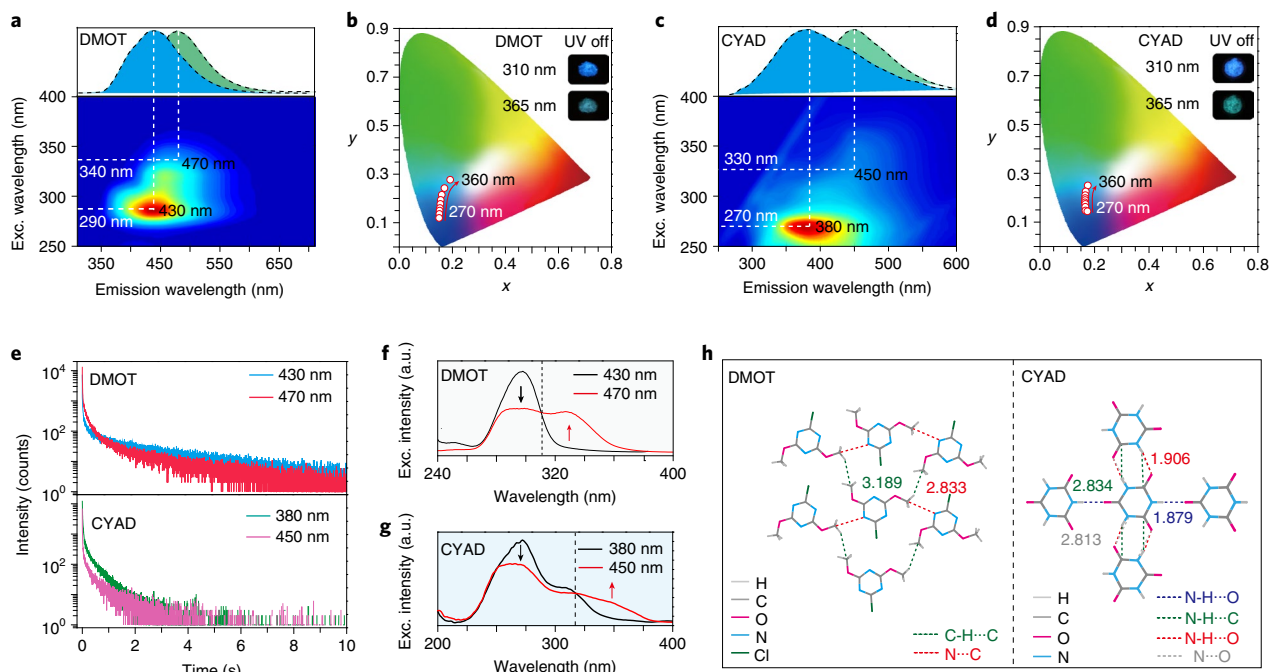 a
DMOT
Exc. wavelength (nm)
400
350
300
250
340 nm
290 nm
470 nm
430 nm
310
450
600
Emission wavelength (nm)
b
DMOT
UV off
310 nm
365 nm
0.9
0.7
0.5
0.3
0.1
y
360 nm
270 nm
0.0
0.2
0.4
0.6
0.8
x
c
CYAD
Exc. wavelength (nm)
400
350
300
250
330 nm
270 nm
450 nm
380 nm
300
400
500
600
Emission wavelength (nm)
d
CYAD
UV off
310 nm
365 nm
0.9
0.7
0.5
0.3
0.1
y
360 nm
270 nm
0.0
0.2
0.4
0.6
0.8
x
e
Intensity (counts)
10⁴
10³
10²
10¹
10⁰
DMOT
430 nm
470 nm
10⁴
10²
10¹
10⁰
CYAD
380 nm
450 nm
0
2
4
6
8
10
Time (s)
f
Exc. intensity (a.u.)
DMOT
430 nm
470 nm
240
320
400
Wavelength (nm)
g
Exc. intensity (a.u.)
CYAD
380 nm
450 nm
200
250
300
350
400
Wavelength (nm)
h
DMOT
3.189
2.833
H
C
O
N
Cl
C-H···C
N···C
CYAD
1.906
2.834
1.879
2.813
H
C
O
N
N-H···O
N-H···C
N-H···O
N···O